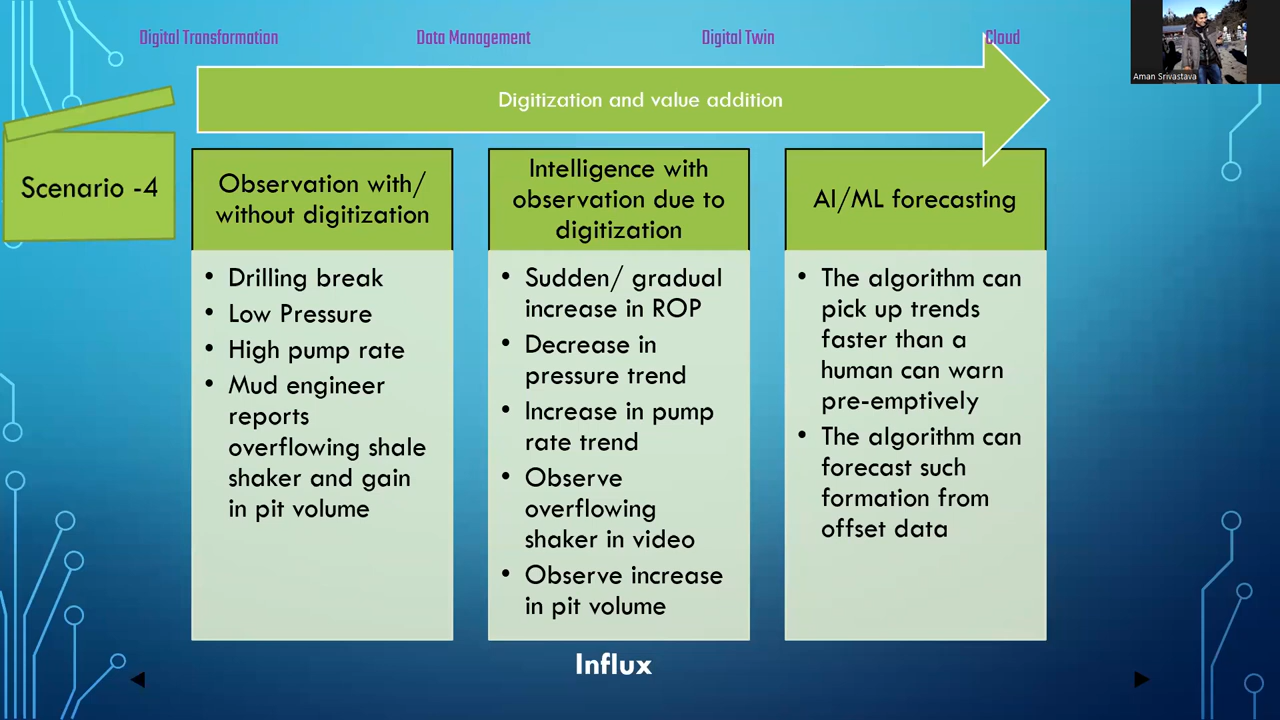 Digital Transformation
Data Management
Digital Twin
Cloud
Aman Srivastava
Digitization and value addition
Scenario -4
Observation with/
without digitization
• Drilling break
• Low Pressure
• High pump rate
• Mud engineer
reports
overflowing shale
shaker and gain
in pit volume
Intelligence with
observation due to
digitization
• Sudden/ gradual
increase in ROP
• Decrease in
pressure trend
• Increase in pump
rate trend
• Observe
overflowing
shaker in video
• Observe increase
in pit volume
AI/ML forecasting
• The algorithm can
pick up trends
faster than a
human can warn
pre-emptively
• The algorithm can
forecast such
formation from
offset data
Influx